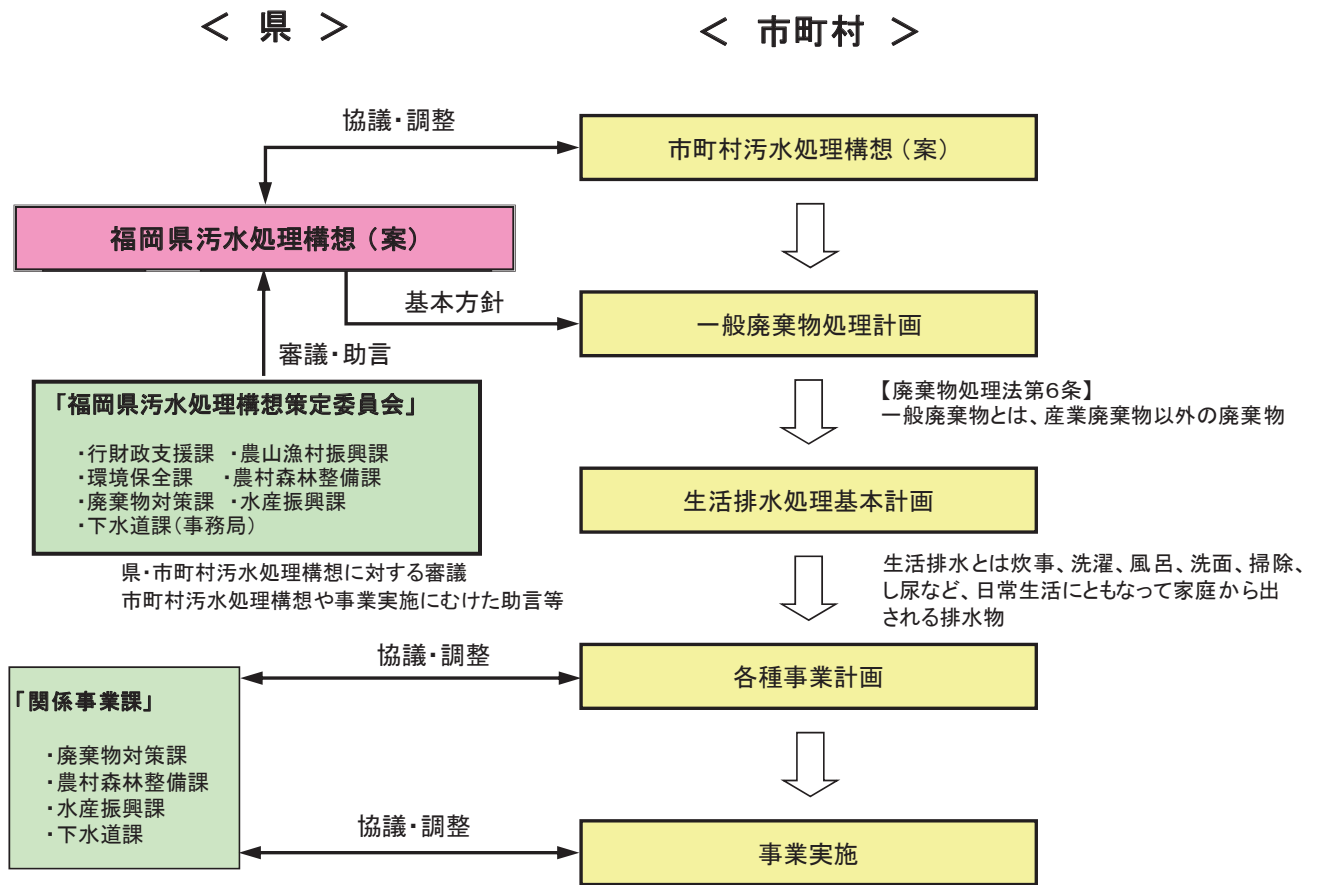 ＜ 県 ＞
＜ 市町村 ＞
協議・調整
市町村汚水処理構想（案）
福岡県汚水処理構想（案）
基本方針
一般廃棄物処理計画
審議・助言
【廃棄物処理法第６条】
一般廃棄物とは、産業廃棄物以外の廃棄物
「福岡県汚水処理構想策定委員会」
・行財政支援課 ・農山漁村振興課
・環境保全課 ・農村森林整備課
・廃棄物対策課 ・水産振興課
・下水道課（事務局）
生活排水処理基本計画
県・市町村汚水処理構想に対する審議
市町村汚水処理構想や事業実施にむけた助言等
生活排水とは炊事、洗濯、風呂、洗面、掃除、
し尿など、日常生活にともなって家庭から出
される排水物
協議・調整
各種事業計画
「関係事業課」
・廃棄物対策課
・農村森林整備課
・水産振興課
・下水道課
協議・調整
事業実施